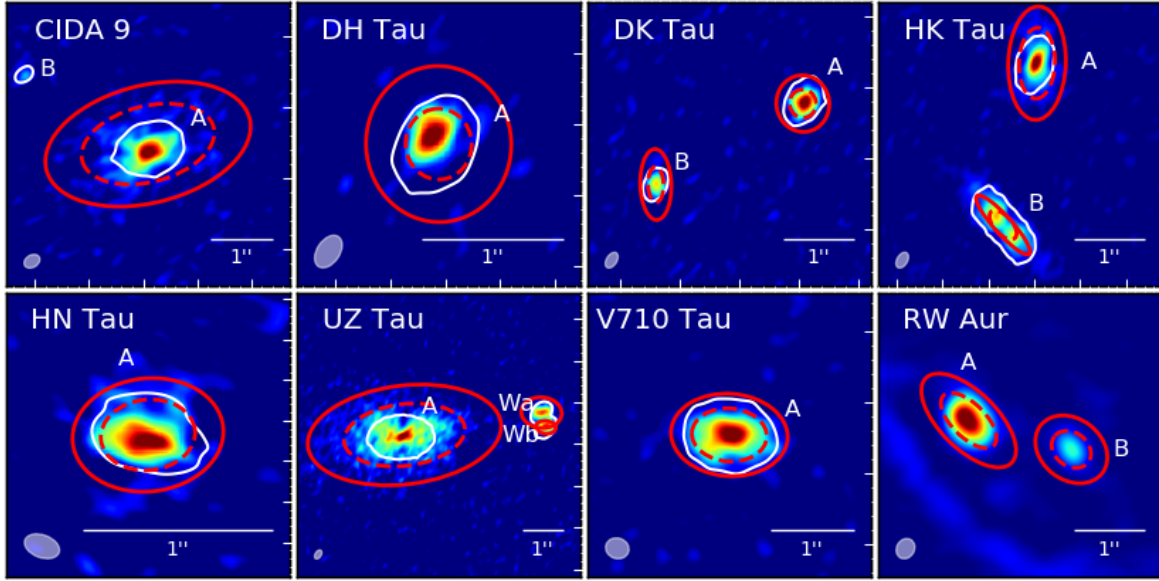 CIDA 9
B
A
1''
DH Tau
A
1''
DK Tau
A
B
1''
HK Tau
A
B
1''
HN Tau
A
1''
UZ Tau
A
Wa
Wb
1''
V710 Tau
A
1''
RW Aur
A
B
1''